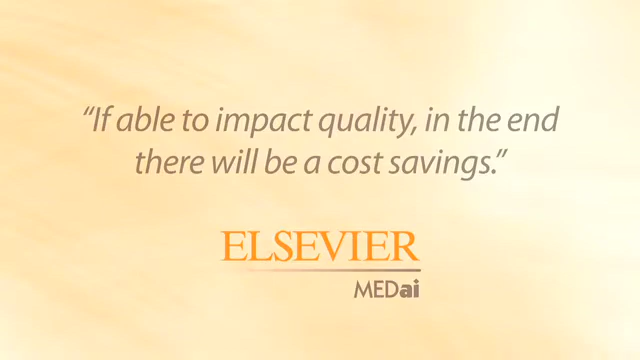 “If able to impact quality, in the end
there will be a cost savings.”
ELSEVIER
MEDai